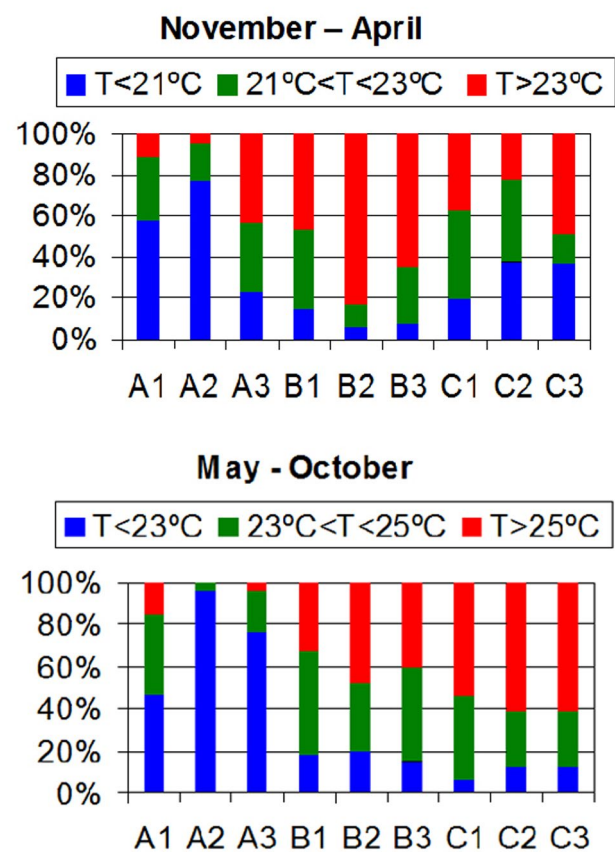 November – April
T<21ºC 21ºC<T<23ºC T>23ºC
100%
80%
60%
40%
20%
0%
A1 A2 A3 B1 B2 B3 C1 C2 C3
May - October
T<23ºC 23ºC<T<25ºC T>25ºC
100%
80%
60%
40%
20%
0%
A1 A2 A3 B1 B2 B3 C1 C2 C3